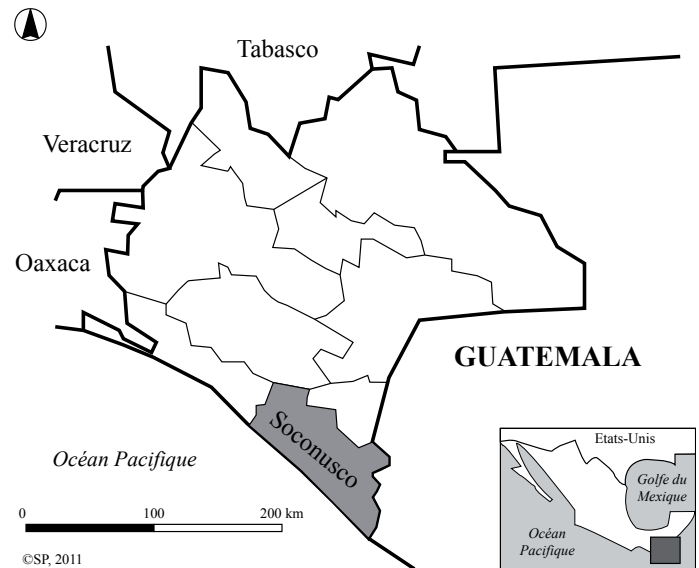 Tabasco
Veracruz
Oaxaca
GUATEMALA
Soconusco
Océan Pacifique
0 100 200 km
©SP, 2011
Etats-Unis
Golfe du
Mexique
Océan
Pacifique